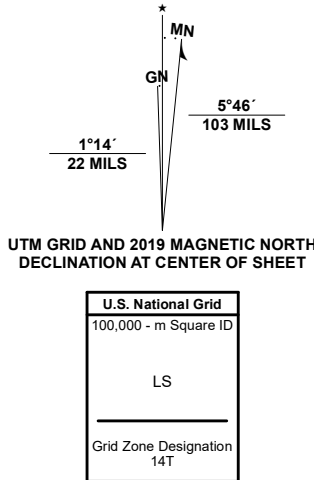 MN
GN
5°46´
103 MILS
1°14´
22 MILS
UTM GRID AND 2019 MAGNETIC NORTH
DECLINATION AT CENTER OF SHEET
U.S. National Grid
100,000 - m Square ID
LS
Grid Zone Designation
14T